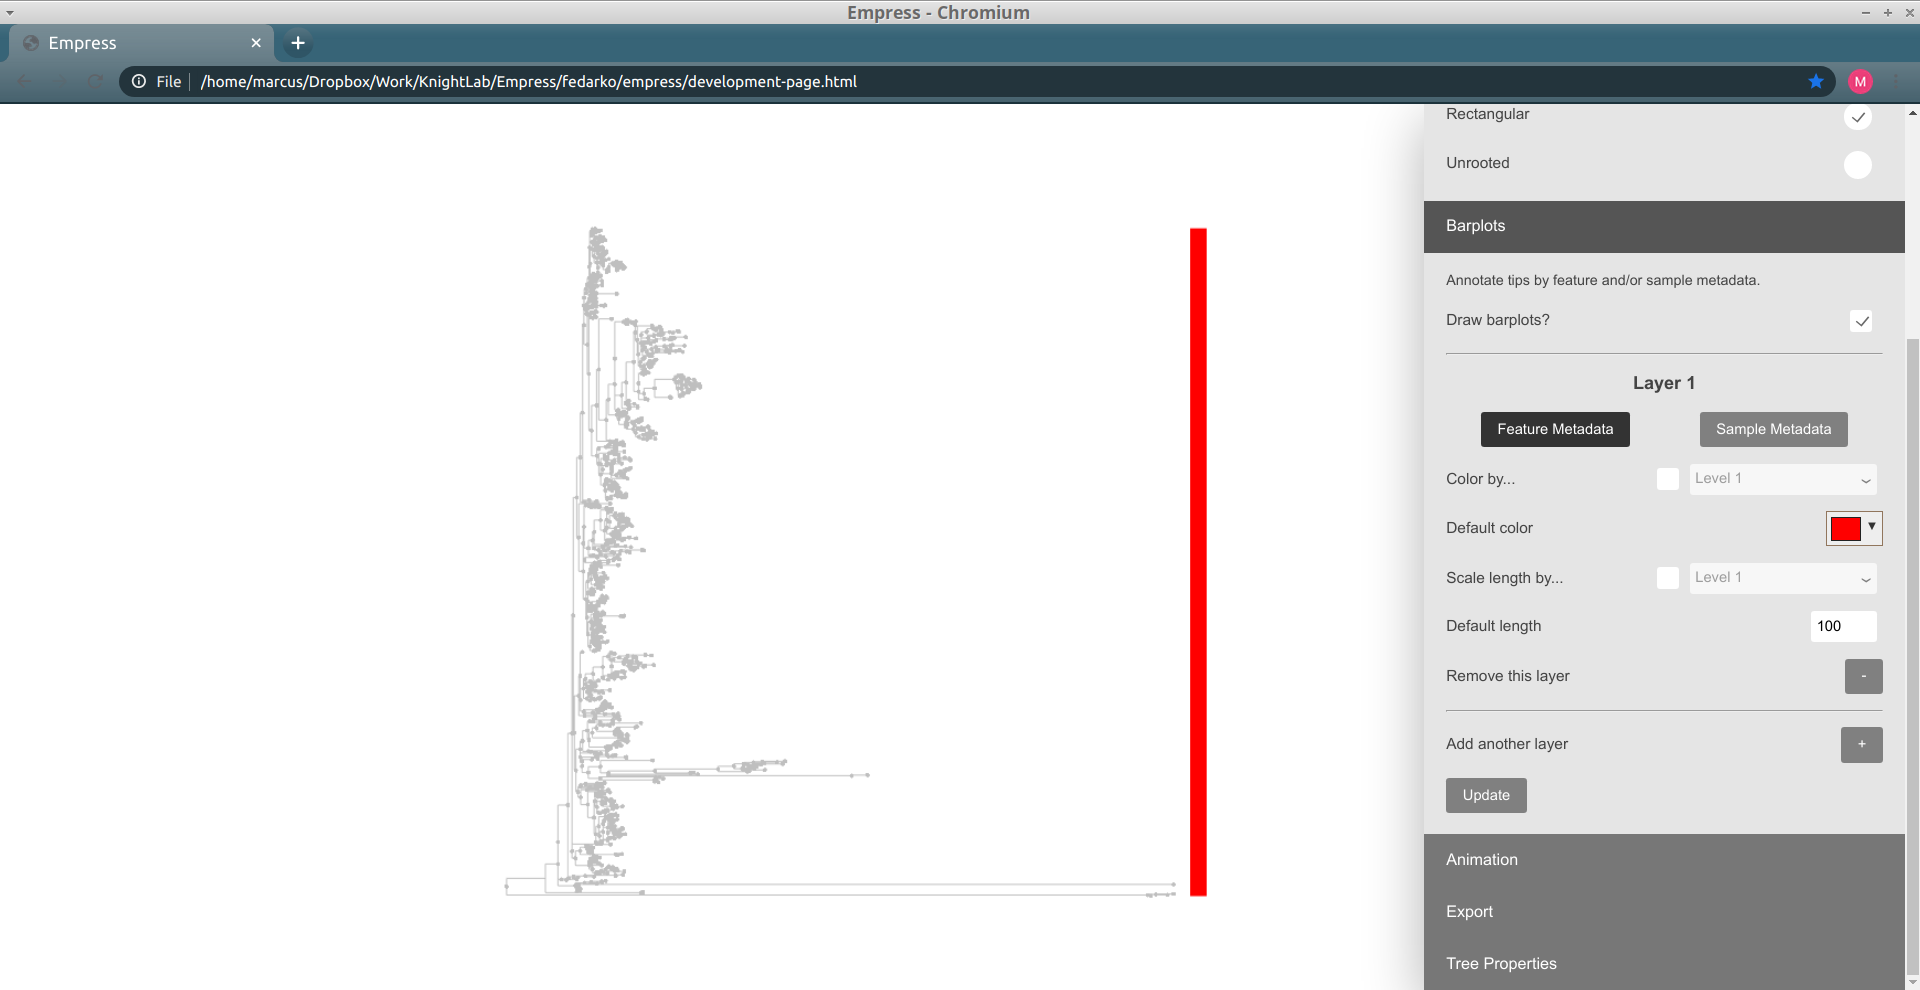 Empress - Chromium
Empress
File /home/marcus/Dropbox/Work/KnightLab/Empress/fedarko/empress/development-page.html
M
Rectangular
Unrooted
Barplots
Annotate tips by feature and/or sample metadata.
Draw barplots?
Layer 1
Feature Metadata Sample Metadata
Color by... Level 1
Default color
Scale length by... Level 1
Default length 100
Remove this layer -
Add another layer +
Update
Animation
Export
Tree Properties